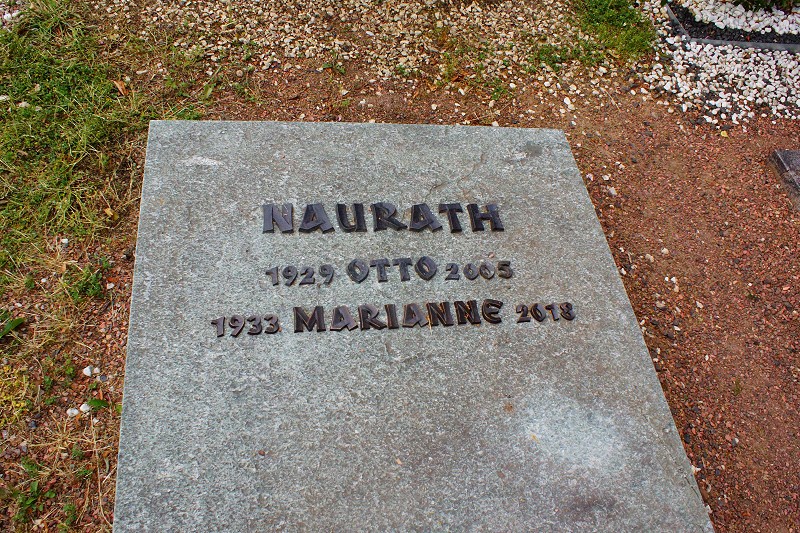 NAURATH
1929 OTTO 2005
1933 MARIANNE 2018